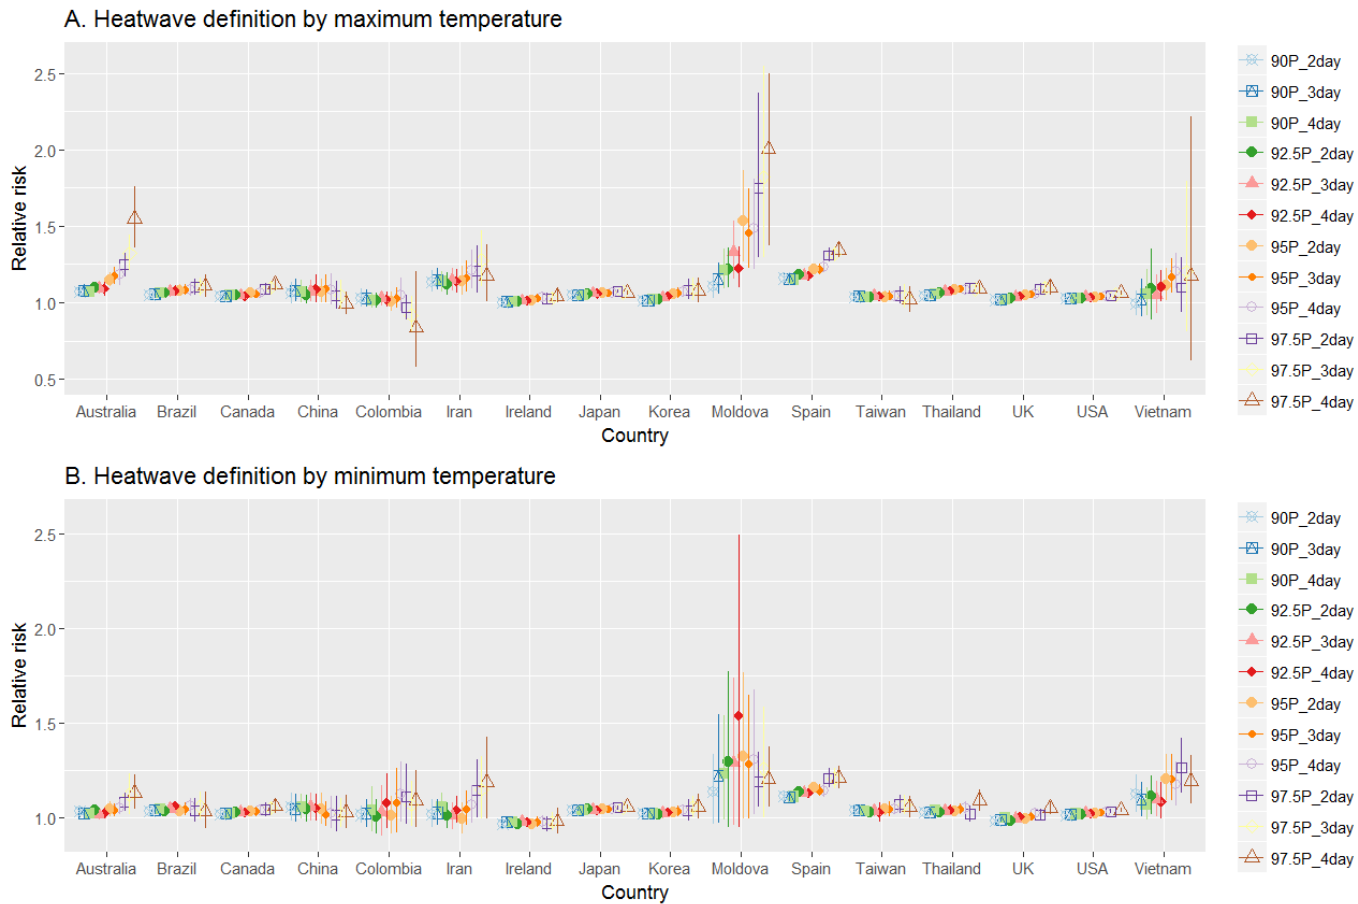 A. Heatwave definition by maximum temperature
Relative risk
2.5
2.0
1.5
1.0
0.5
Australia Brazil Canada China Colombia Iran Ireland Japan Korea Moldova Spain Taiwan Thailand UK USA Vietnam
Country
90P_2day
90P_3day
90P_4day
92.5P_2day
92.5P_3day
92.5P_4day
95P_2day
95P_3day
95P_4day
97.5P_2day
97.5P_3day
97.5P_4day
B. Heatwave definition by minimum temperature
Relative risk
2.5
2.0
1.5
1.0
Australia Brazil Canada China Colombia Iran Ireland Japan Korea Moldova Spain Taiwan Thailand UK USA Vietnam
Country
90P_2day
90P_3day
90P_4day
92.5P_2day
92.5P_3day
92.5P_4day
95P_2day
95P_3day
95P_4day
97.5P_2day
97.5P_3day
97.5P_4day